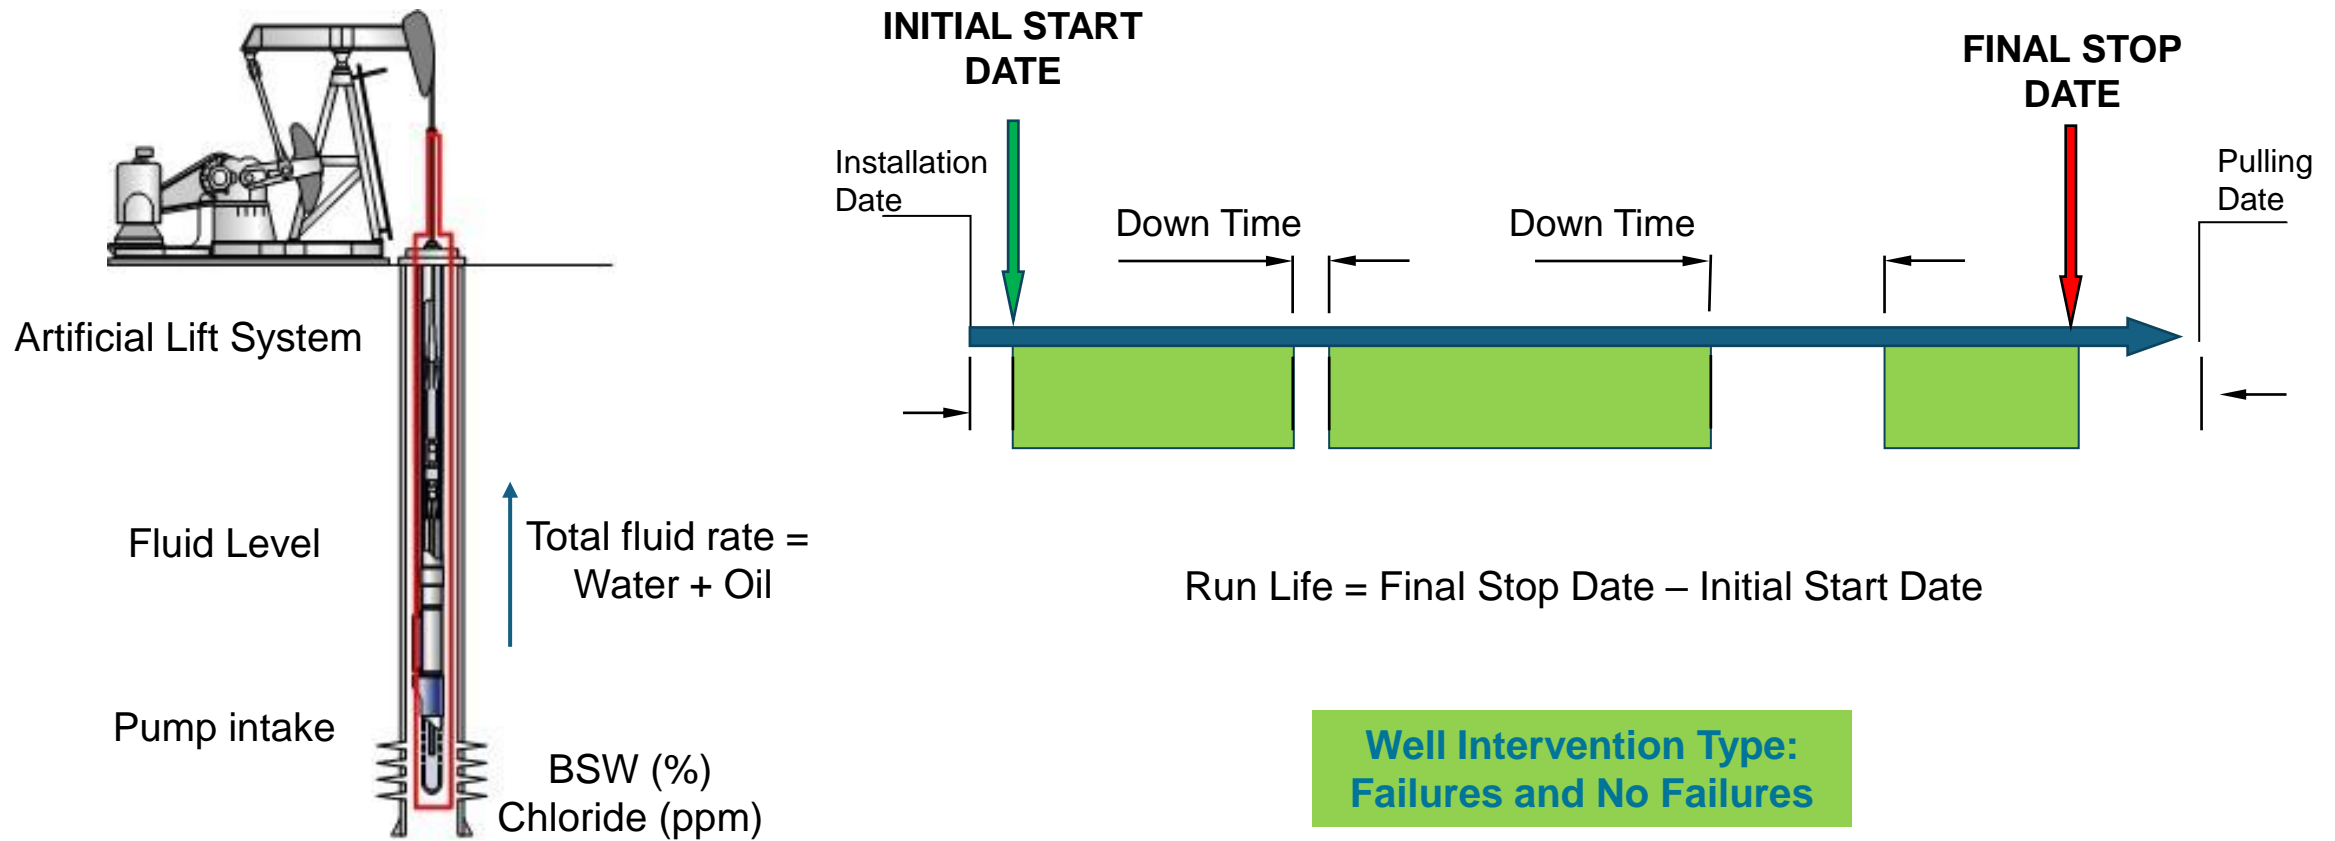 INITIAL START
DATE
FINAL STOP
DATE
Installation
Date
Pulling
Date
Down Time
Down Time
Artificial Lift System
Fluid Level
Total fluid rate =
Water + Oil
Run Life = Final Stop Date – Initial Start Date
Pump intake
BSW (%)
Chloride (ppm)
Well Intervention Type:
Failures and No Failures